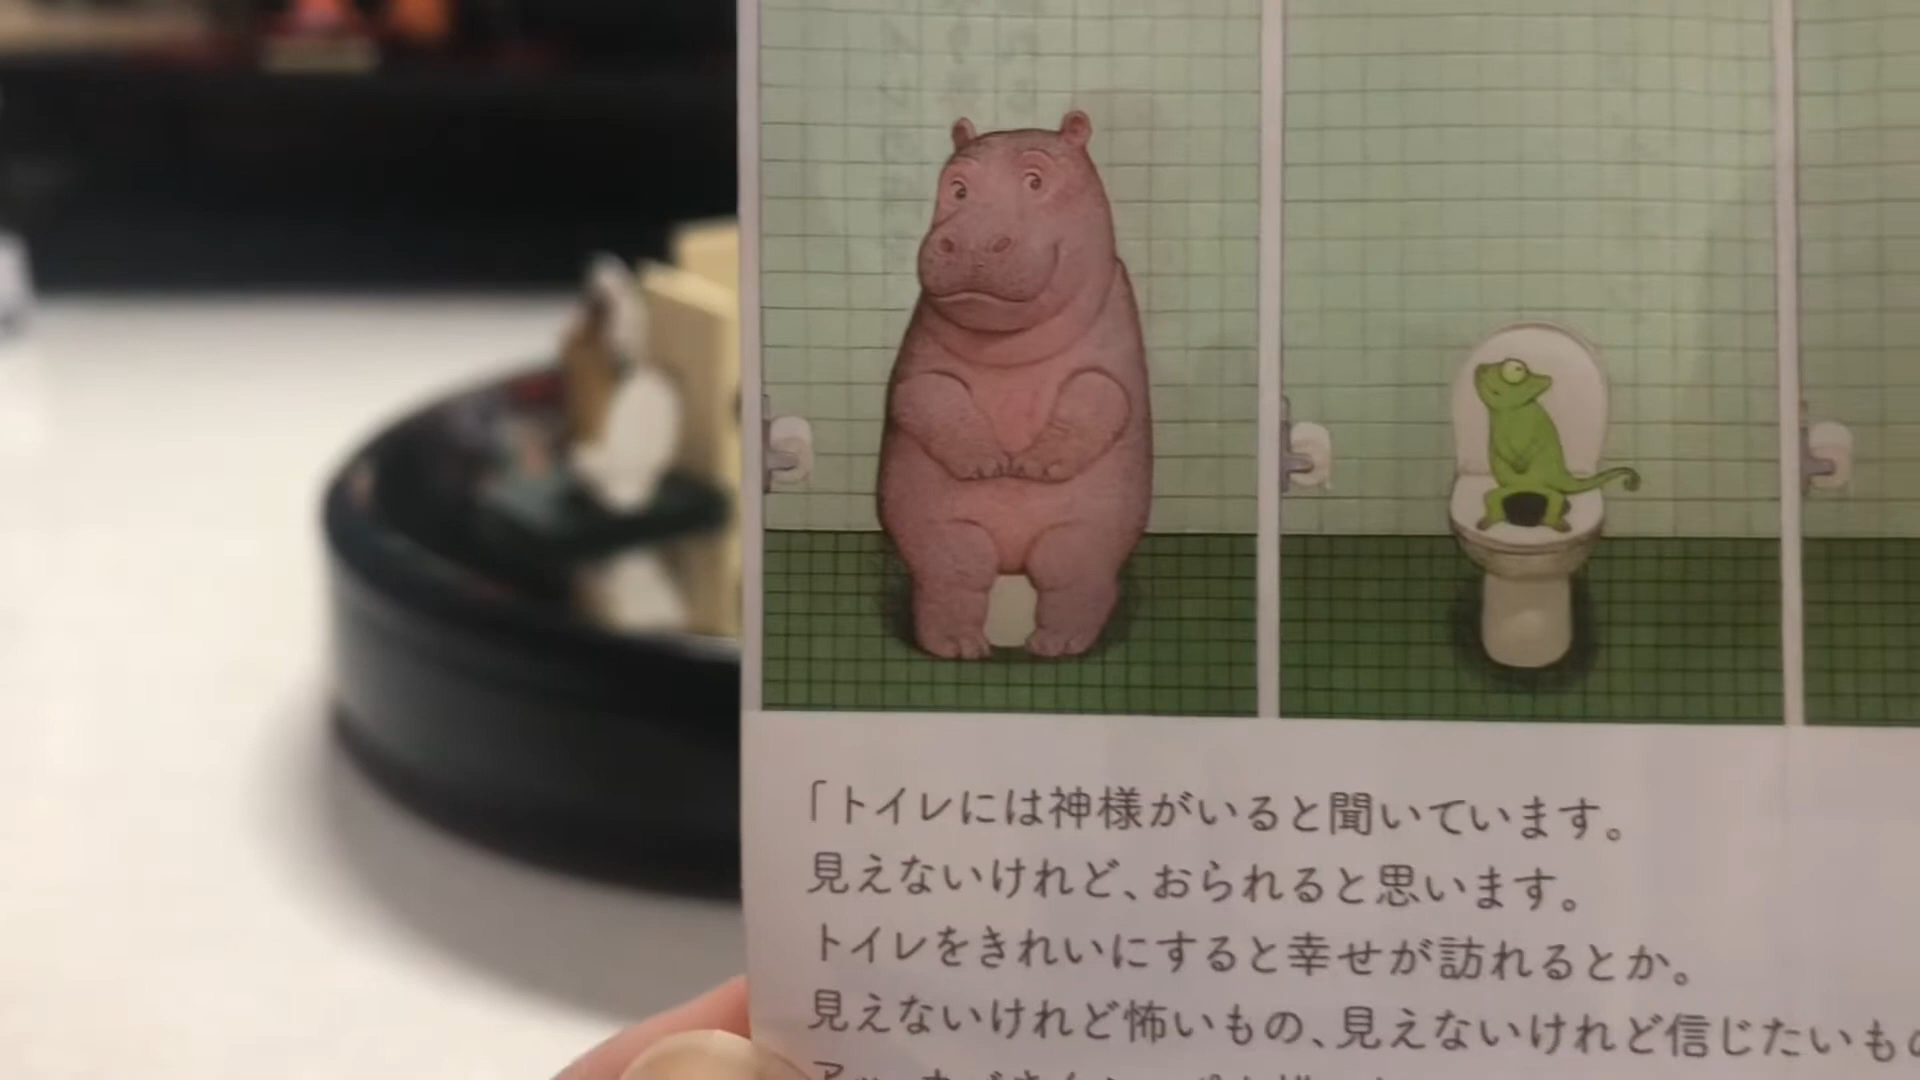 「トイレには神様がいると聞いています。
見えないけれど、おられると思います。
トイレをきれいにすると幸せが訪れるとか。
見えないけれど怖いもの、見えないけれど信じたいもの